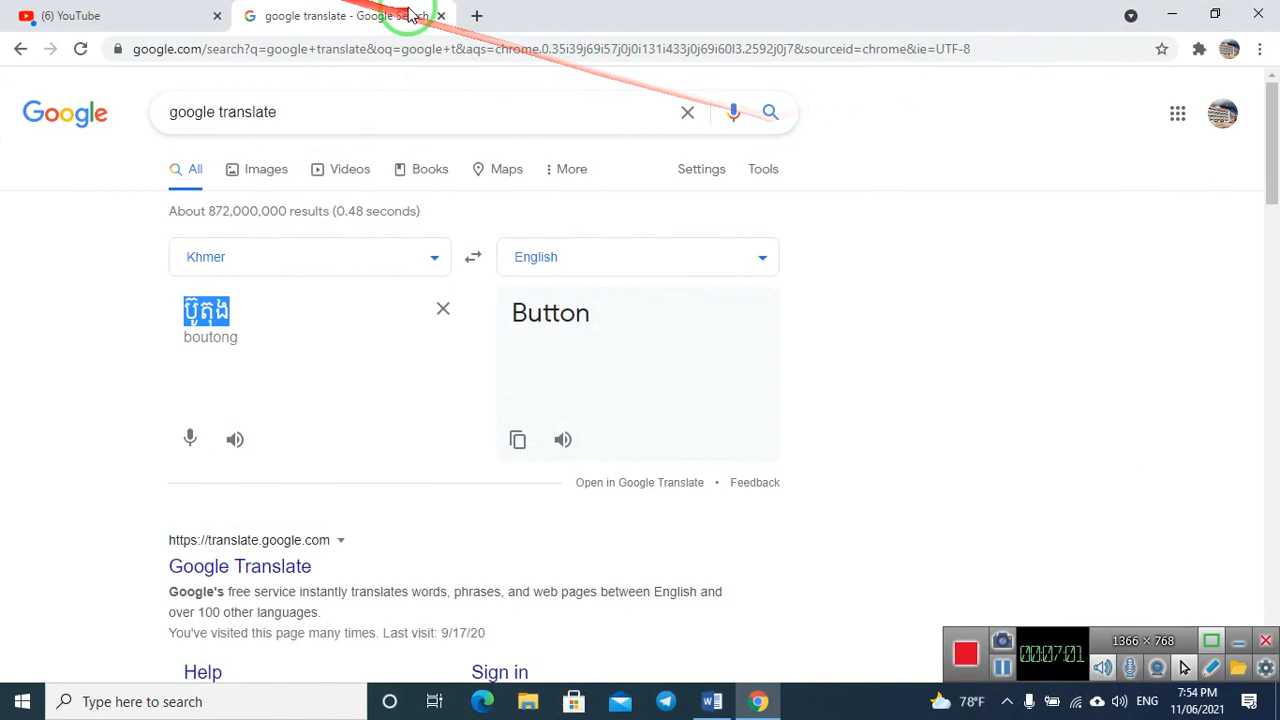 (6) YouTube
google translate - Google Search
google.com/search?q=google+translate&oq=google+t&aqs=chrome.0.35i39j69i57j0j0i131i433j0j69i60l3.2592j0j7&sourceid=chrome&ie=UTF-8
Google
google translate
All
Images
Videos
Books
Maps
More
Settings
Tools
About 872,000,000 results (0.48 seconds)
Khmer
English
ប៊ូតុង
boutong
Button
Open in Google Translate • Feedback
https://translate.google.com
Google Translate
Google's free service instantly translates words, phrases, and web pages between English and
over 100 other languages.
You've visited this page many times. Last visit: 9/17/20
Help
Sign in
1366 × 768
00:07:01
Type here to search
78°F
ENG
7:54 PM
11/06/2021